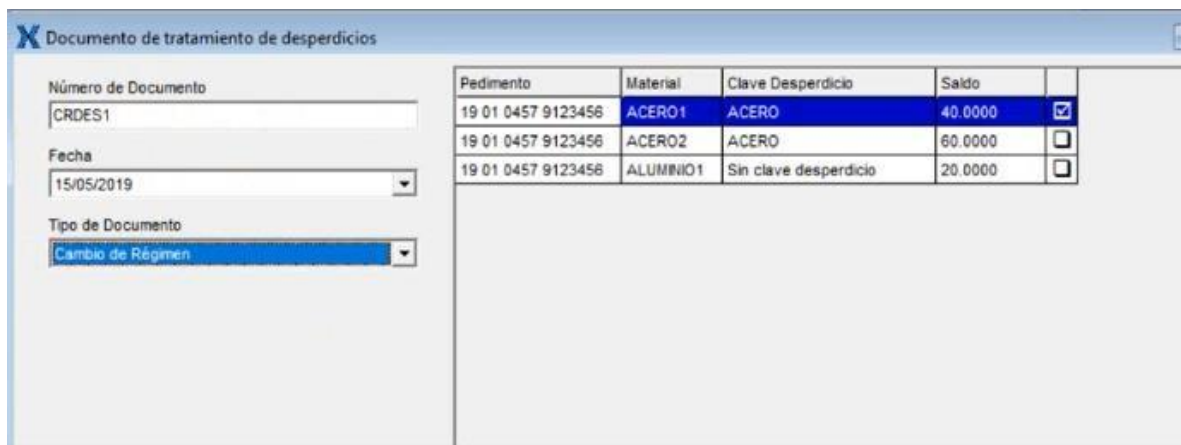 Documento de tratamiento de desperdicios
Número de Documento
CRDES1
Fecha
15/05/2019
Tipo de Documento
Cambio de Régimen
Pedimento Material Clave Desperdicio Saldo
19 01 0457 9123456 ACERO1 ACERO 40.0000
19 01 0457 9123456 ACERO2 ACERO 60.0000
19 01 0457 9123456 ALUMINIO1 Sin clave desperdicio 20.0000